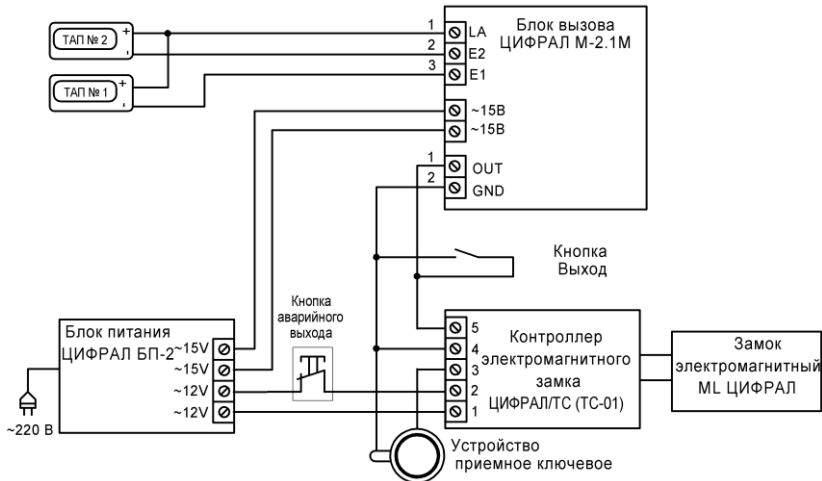 ТАП № 2
+
-
ТАП № 1
+
-
1
2
3
LA
E2
E1
Блок вызова
ЦИФРАЛ М-2.1М
~15В
~15В
1
2
OUT
GND
Кнопка
Выход
Кнопка
аварийного
выхода
Блок питания
ЦИФРАЛ БП-2
~15V
~15V
~12V
~12V
~220 В
5
4
3
2
1
Контроллер
электромагнитного
замка
ЦИФРАЛ/ТС (ТС-01)
Замок
электромагнитный
ML ЦИФРАЛ
Устройство
приемное ключевое